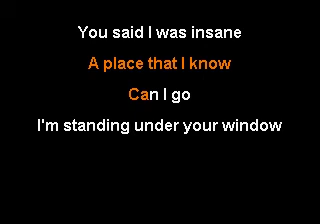 You said I was insane
A place that I know
Can I go
I'm standing under your window